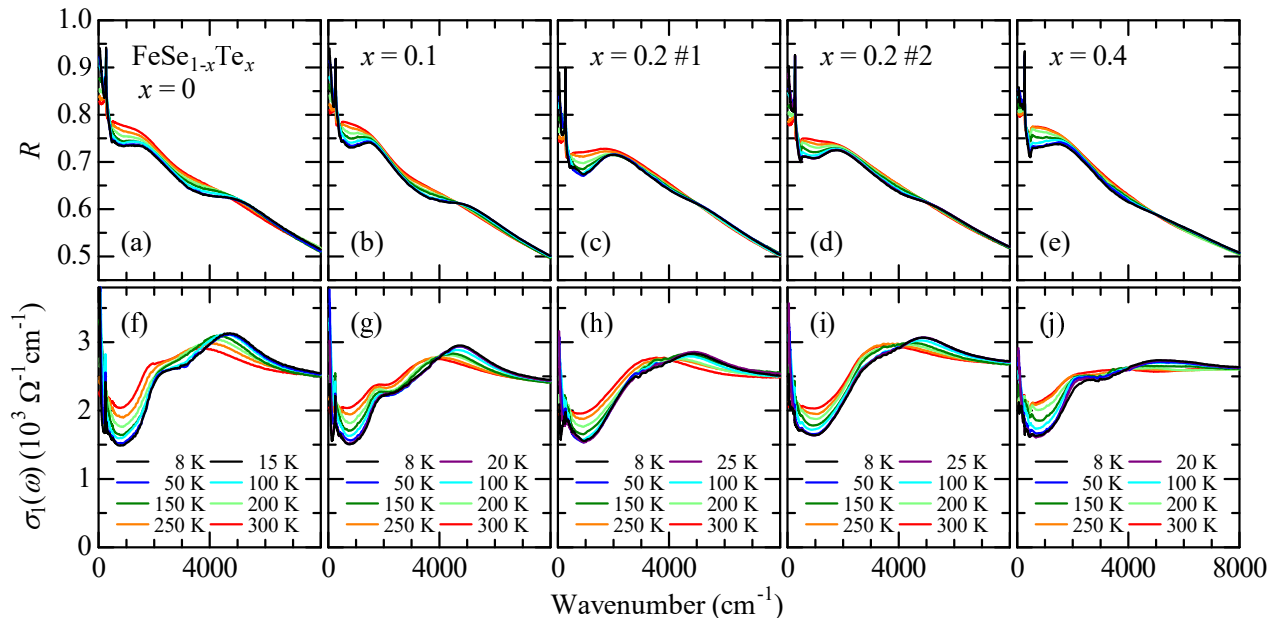 1.0
0.9
0.8
0.7
0.6
0.5
R
FeSe1-xTex
x = 0
x = 0.1
x = 0.2 #1
x = 0.2 #2
x = 0.4
(a)
(b)
(c)
(d)
(e)
3
2
1
0
σ1(ω) (10³ Ω⁻¹cm⁻¹)
(f)
(g)
(h)
(i)
(j)
8 K 15 K
50 K 100 K
150 K 200 K
250 K 300 K
8 K 20 K
50 K 100 K
150 K 200 K
250 K 300 K
8 K 25 K
50 K 100 K
150 K 200 K
250 K 300 K
8 K 25 K
50 K 100 K
150 K 200 K
250 K 300 K
8 K 20 K
50 K 100 K
150 K 200 K
250 K 300 K
0 4000 0 4000 0 4000 0 4000 0 4000 8000
Wavenumber (cm⁻¹)